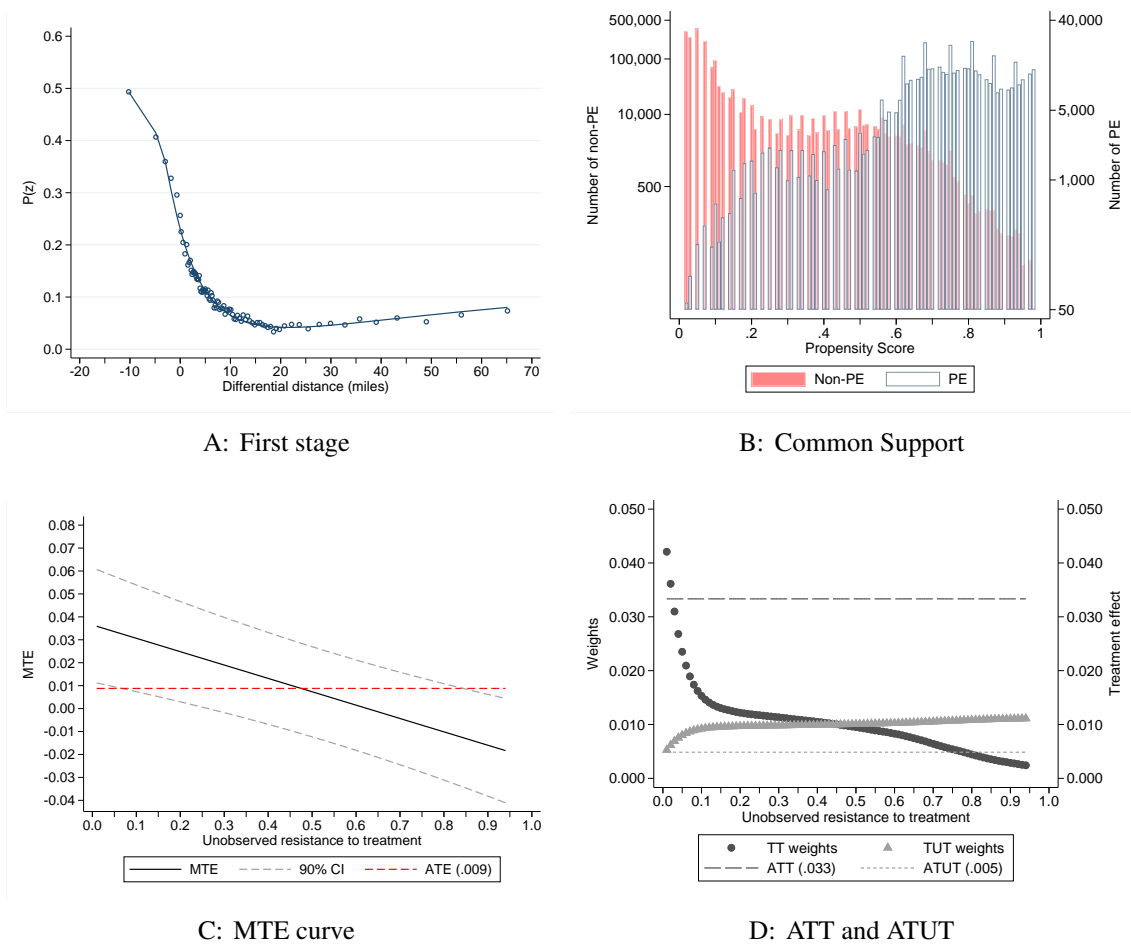 0.6
0.5
0.4
0.3
0.2
0.1
0.0
P(z)
-20 -10 0 10 20 30 40 50 60 70
Differential distance (miles)
A: First stage
500,000
100,000
10,000
500
Number of non-PE
40,000
5,000
1,000
50
Number of PE
0 .2 .4 .6 .8 1
Propensity Score
Non-PE PE
B: Common Support
0.08
0.07
0.06
0.05
0.04
0.03
0.02
0.01
0.00
-0.01
-0.02
-0.03
-0.04
MTE
0.0 0.1 0.2 0.3 0.4 0.5 0.6 0.7 0.8 0.9 1.0
Unobserved resistance to treatment
MTE 90% CI ATE (.009)
C: MTE curve
0.050
0.040
0.030
0.020
0.010
0.000
Weights
0.050
0.040
0.030
0.020
0.010
0.000
Treatment effect
0.0 0.1 0.2 0.3 0.4 0.5 0.6 0.7 0.8 0.9 1.0
Unobserved resistance to treatment
TT weights TUT weights
ATT (.033) ATUT (.005)
D: ATT and ATUT